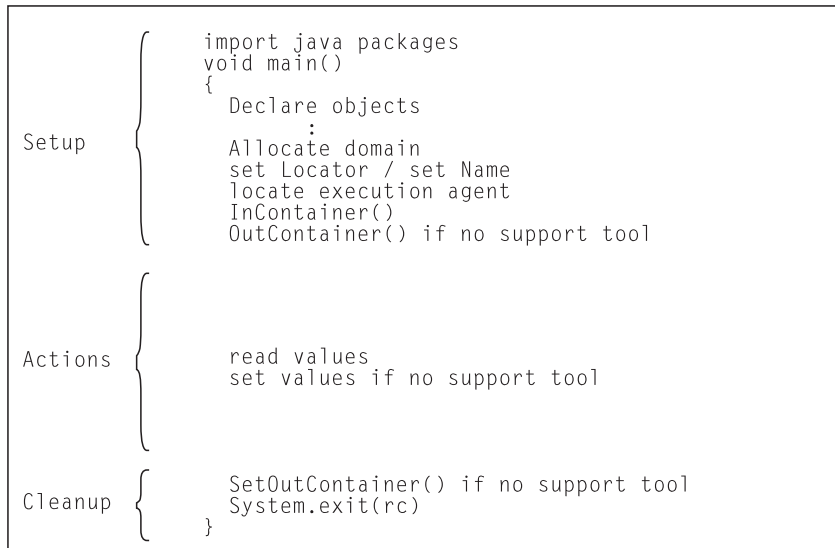 import java packages
void main()
{
Declare objects
:
Setup
Allocate domain
set Locator / set Name
locate execution agent
InContainer()
OutContainer() if no support tool
Actions
read values
set values if no support tool
SetOutContainer() if no support tool
Cleanup
System.exit(rc)
}